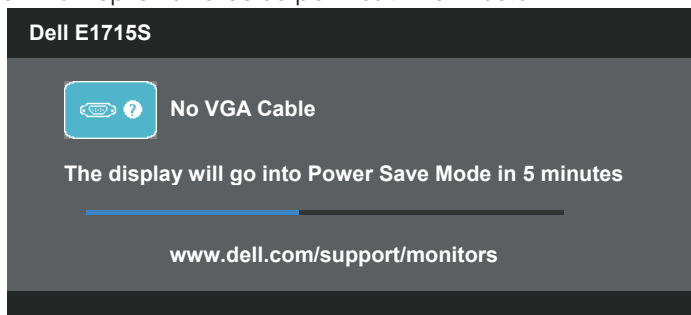 Dell E1715S
? No VGA Cable
The display will go into Power Save Mode in 5 minutes
www.dell.com/support/monitors